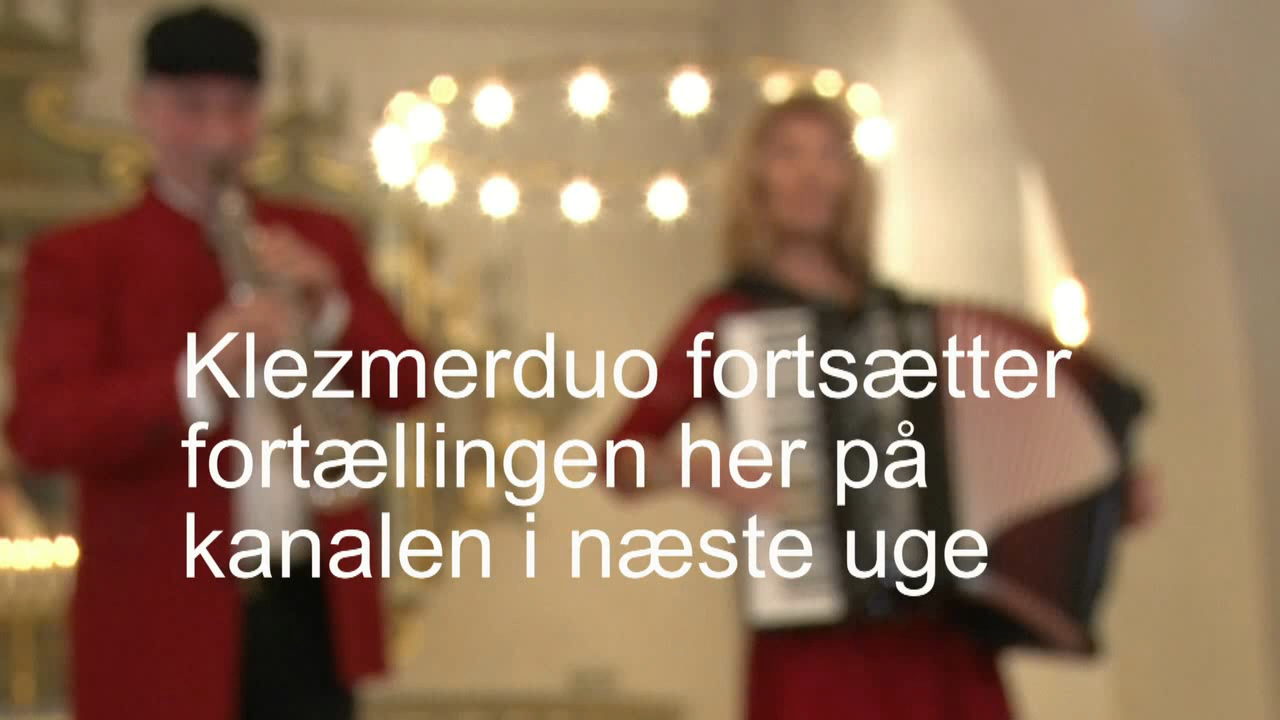 Klezmerduo fortsætter
fortællingen her på
kanalen i næste uge